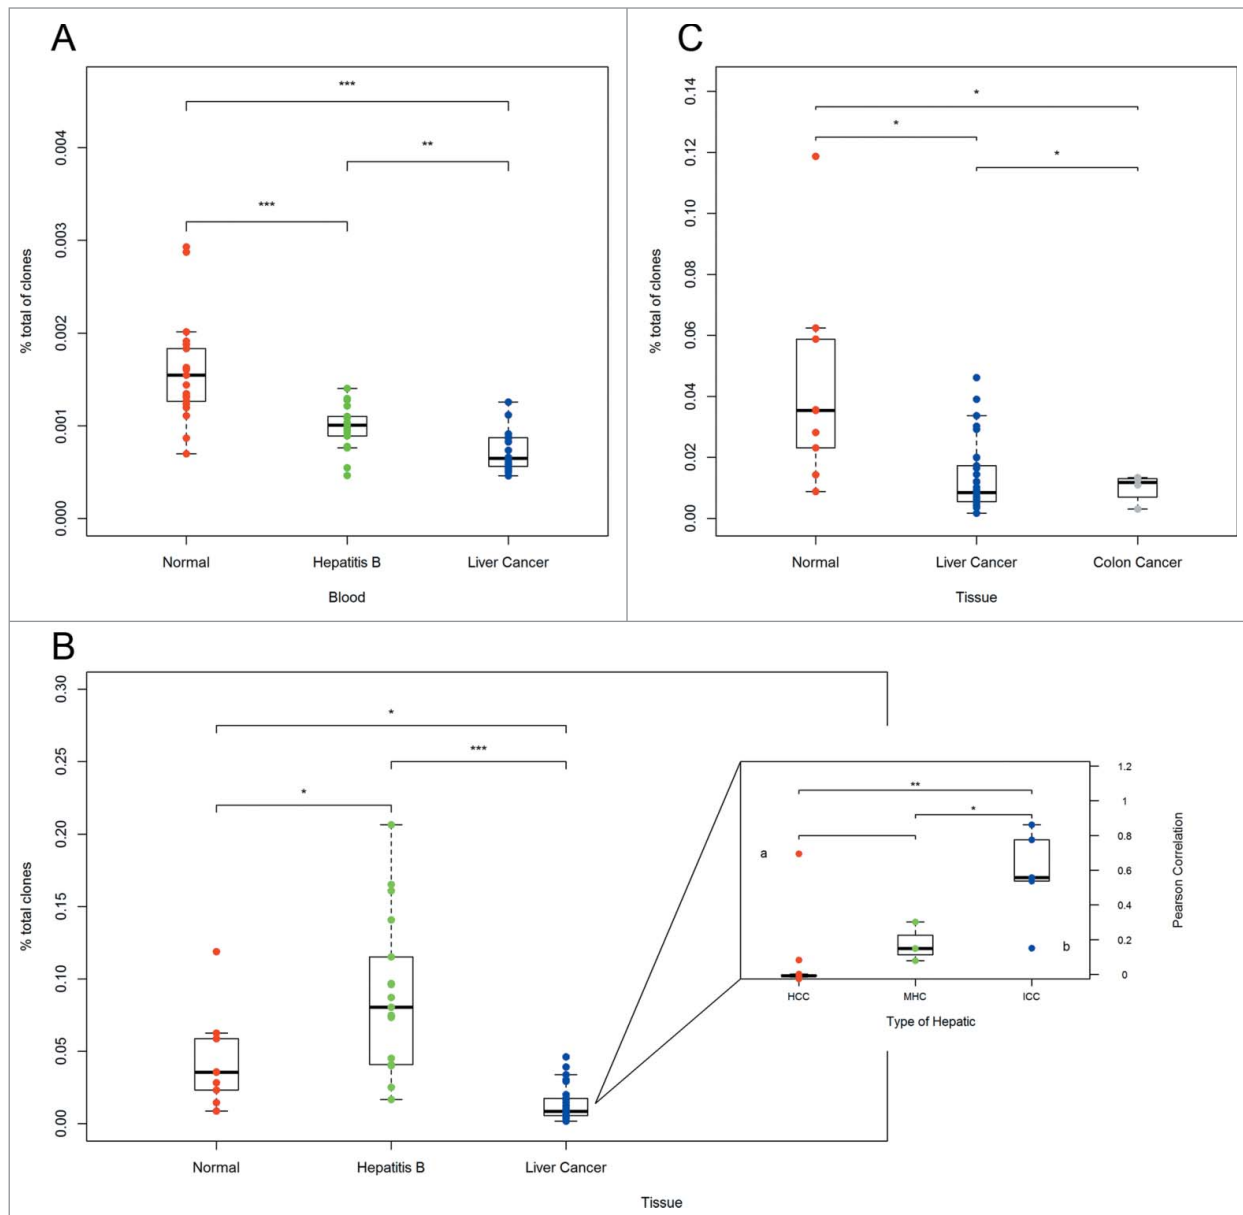 A
% total of clones
0.004
0.003
0.002
0.001
0.000
***
**
***
Normal Hepatitis B Liver Cancer
Blood
C
% total of clones
0.14
0.12
0.10
0.08
0.06
0.04
0.02
0.00
*
*
*
Normal Liver Cancer Colon Cancer
Tissue
B
% total clones
0.30
0.25
0.20
0.15
0.10
0.05
0.00
*
***
*
Normal Hepatitis B Liver Cancer
Tissue
**
*
a
b
1.2
1
0.8
0.6
0.4
0.2
0
Pearson Correlation
HCC MHC ICC
Type of Hepatic